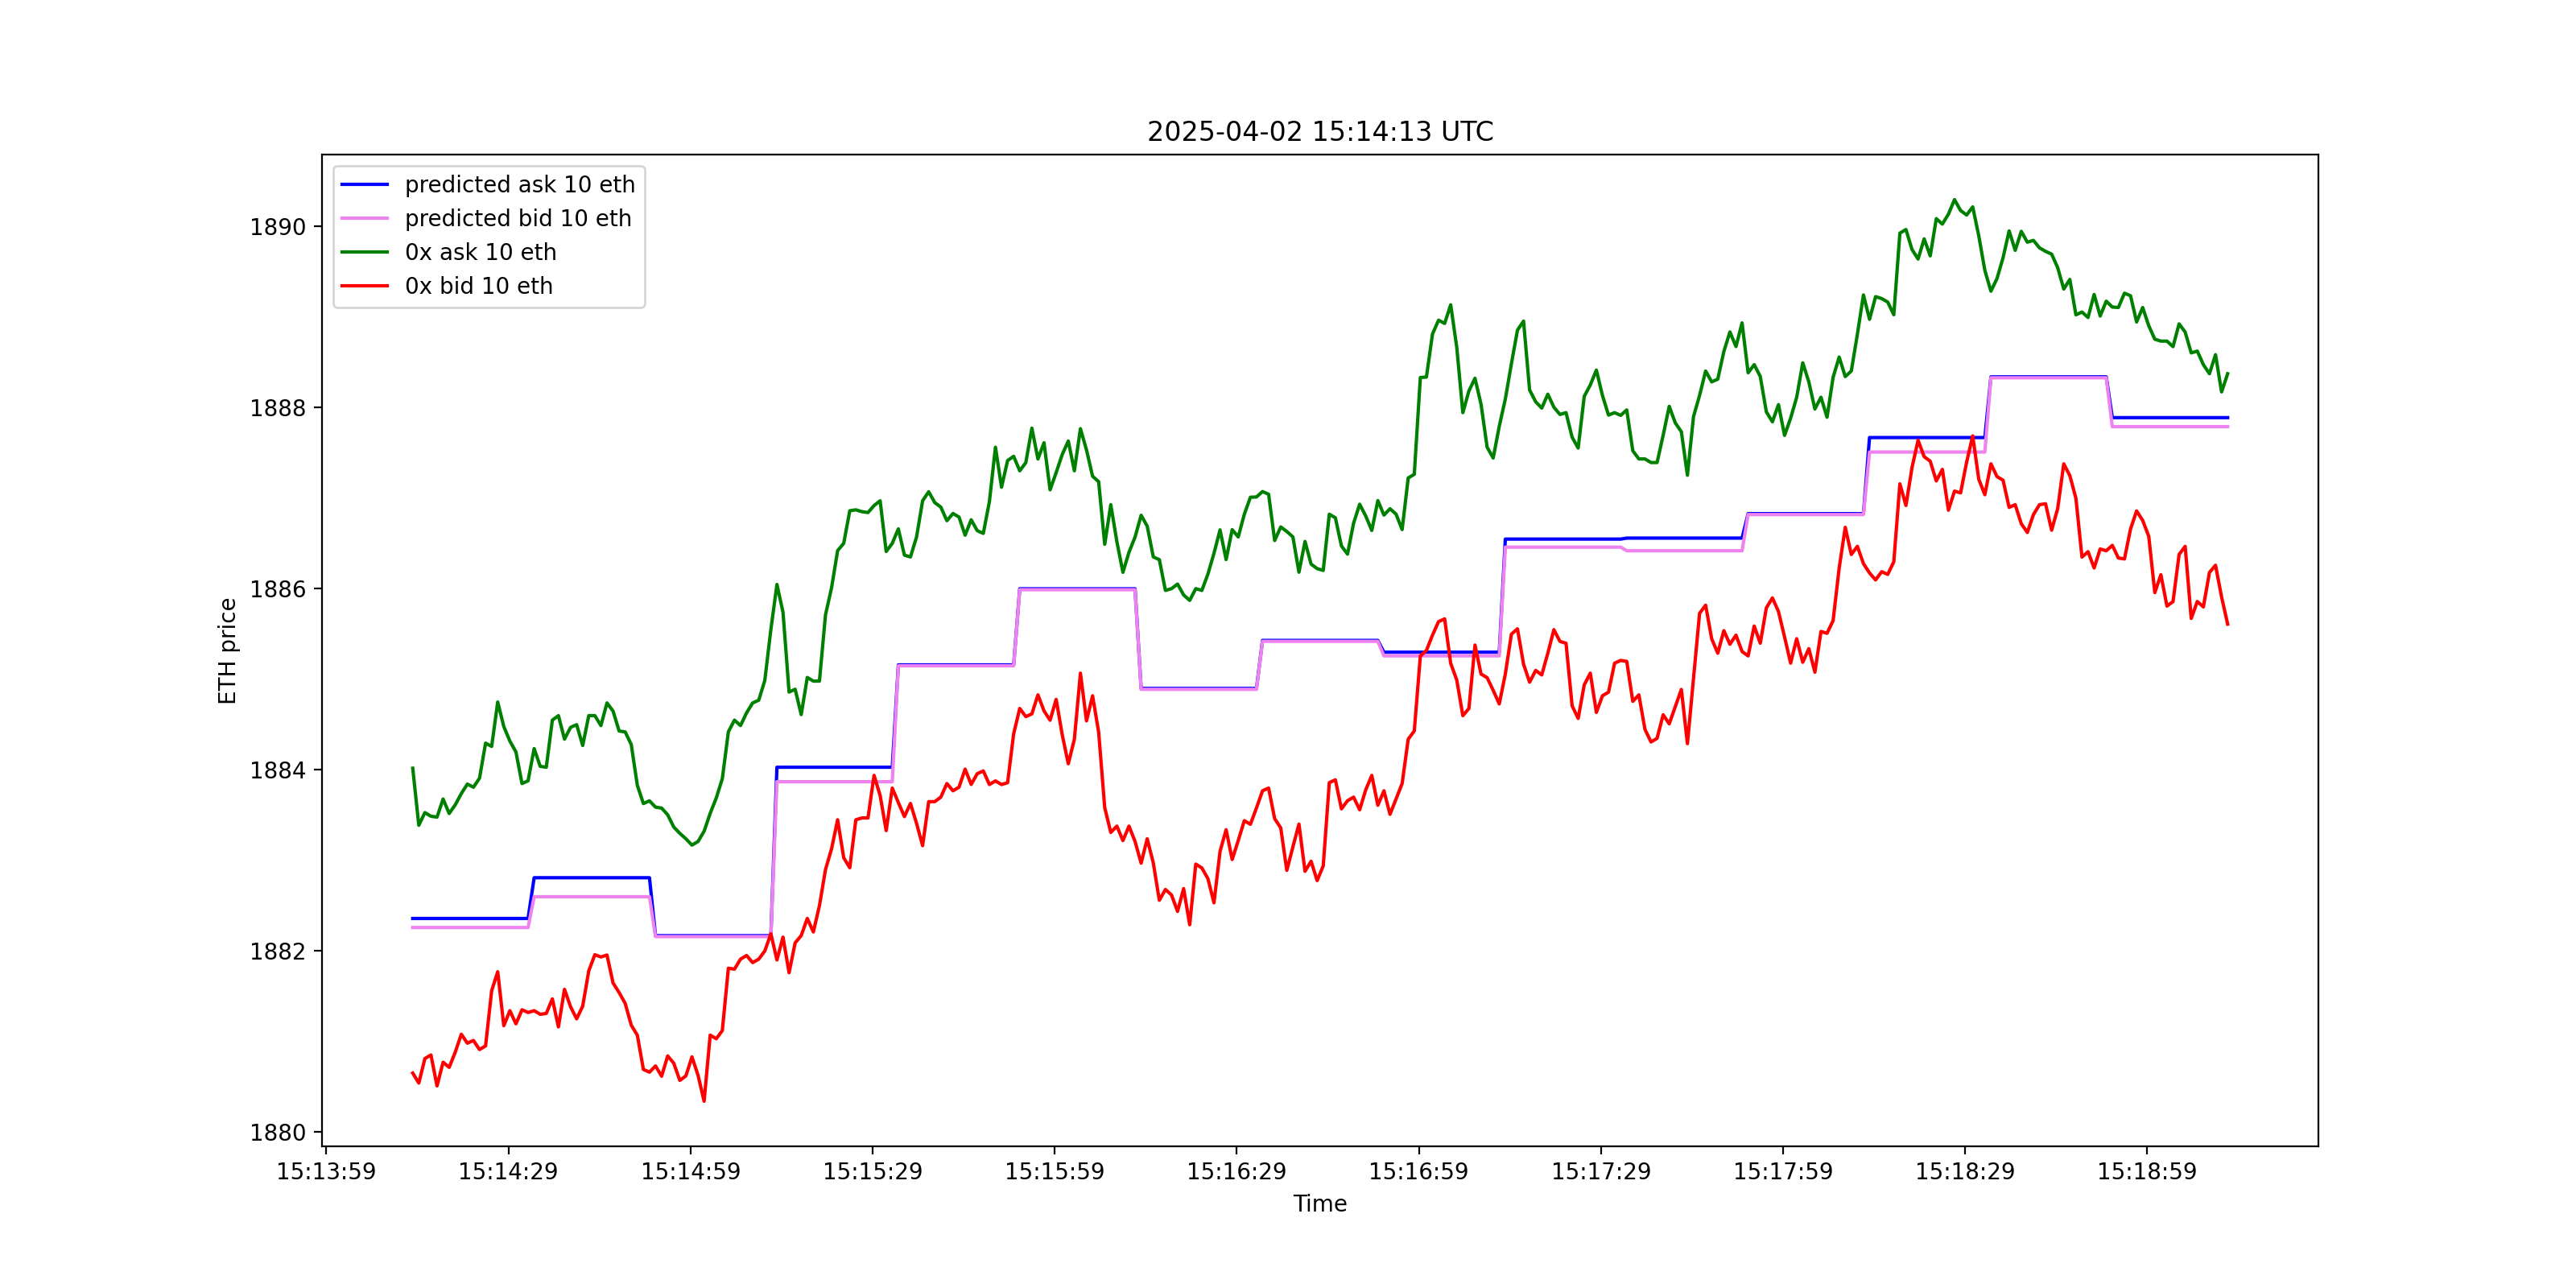 2025-04-02 15:14:13 UTC
predicted ask 10 eth
predicted bid 10 eth
0x ask 10 eth
0x bid 10 eth
ETH price
1890
1888
1886
1884
1882
1880
15:13:59 15:14:29 15:14:59 15:15:29 15:15:59 15:16:29 15:16:59 15:17:29 15:17:59 15:18:29 15:18:59
Time